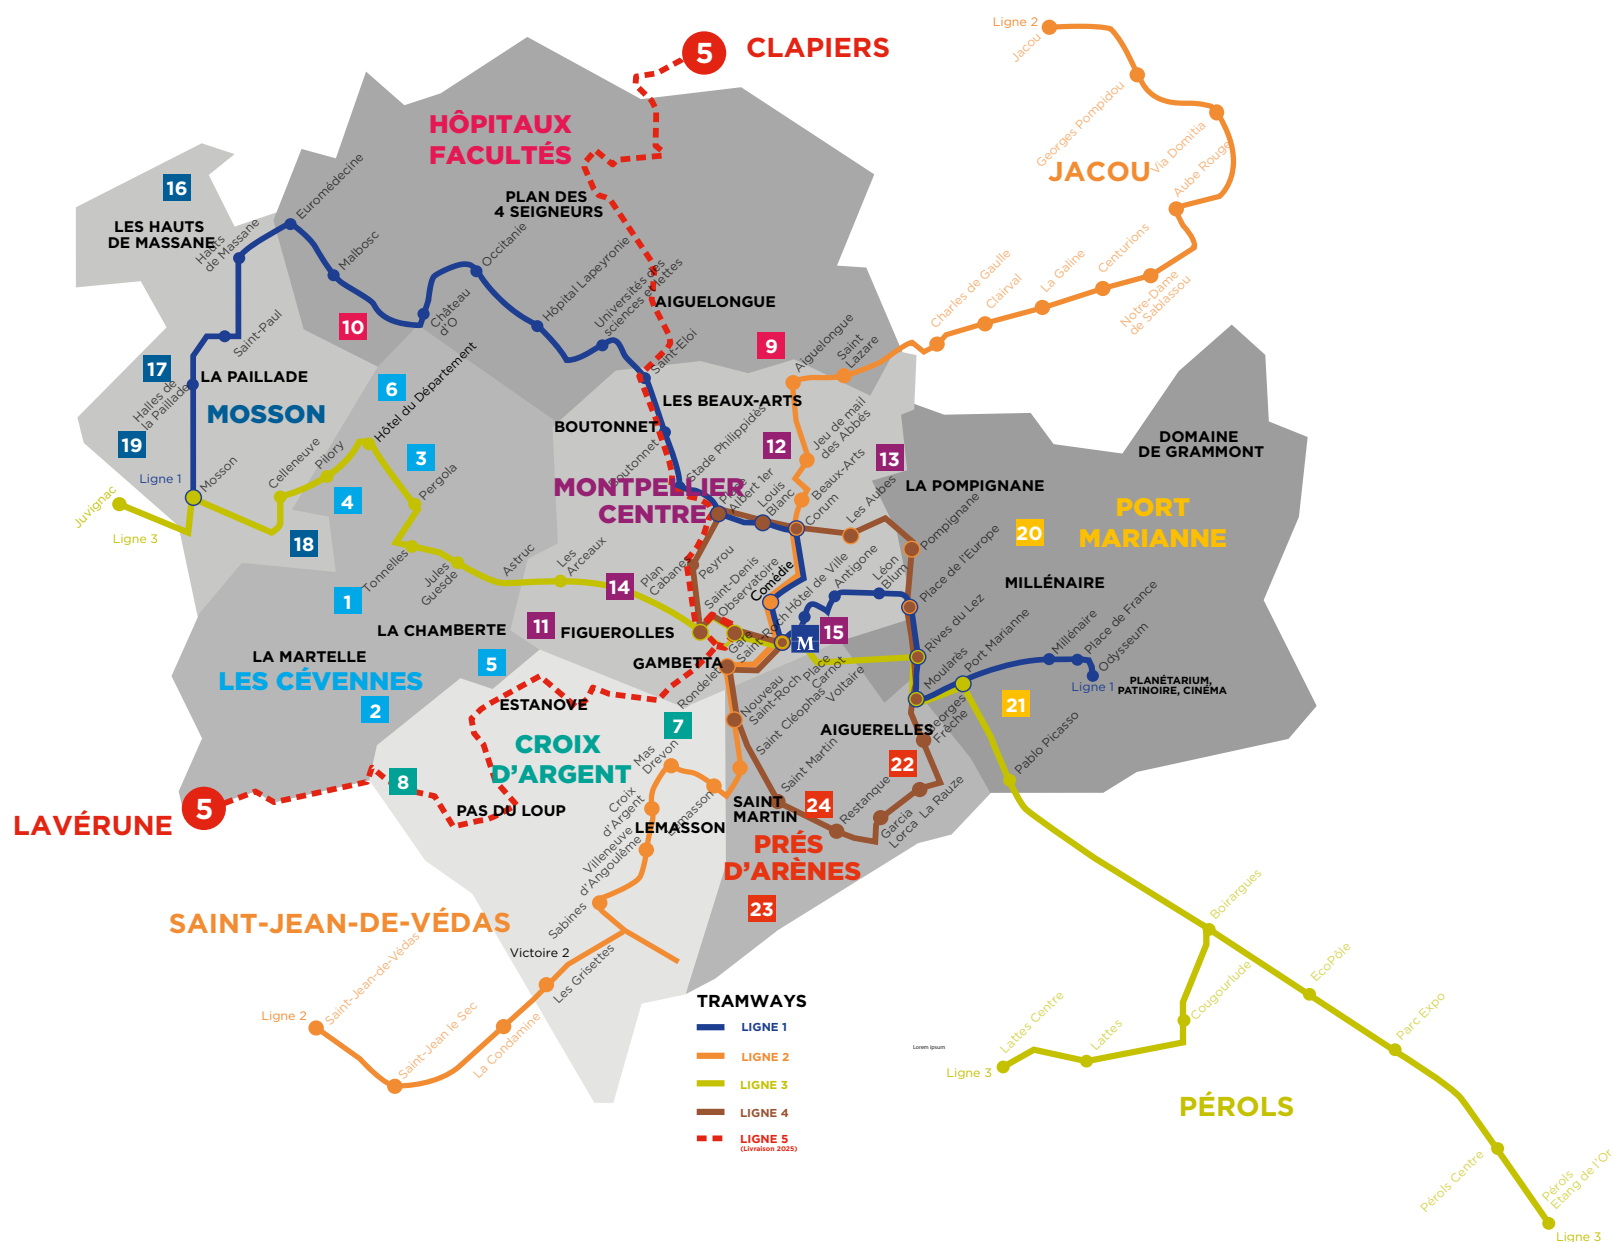 5
CLAPIERS
Ligne 2
Jacou
Georges Pompidou
Via Domitia
JACOU
Aube Rouge
Centurions
Notre-Dame
de Sablassou
La Galine
Clairval
Charles de Gaulle
HÔPITAUX
FACULTÉS
PLAN DES
4 SEIGNEURS
16
LES HAUTS
DE MASSANE
Hauts
de Massane
Euromédecine
Malbosc
Château
d'O
Occitanie
Hôpital Lapeyronie
Universités des
sciences et lettes
Saint-Eloi
AIGUELONGUE
10
9
Aiguelongue
Saint
Lazare
Saint-Paul
17
LA PAILLADE
Halles de
la Paillade
MOSSON
19
6
Hôtel du Département
3
Pergola
Celleneuve
Pilory
4
Ligne 1
Mosson
Juvignac
Ligne 3
18
LES BEAUX-ARTS
BOUTONNET
Boutonnet
Stade Philippidès
12
13
Jeu de mail
des Abbés
Beaux-Arts
MONTPELLIER
CENTRE
Place
Albert 1er
Louis
Blanc
Corum
Les Aubes
LA POMPIGNANE
Pompignane
DOMAINE
DE GRAMMONT
PORT
MARIANNE
20
MILLÉNAIRE
Place de l'Europe
Tonnelles
Jules
Guesde
Astruc
Les
Arceaux
14
Plan
Cabanes
Peyrou
Saint-Denis
Observatoire
Gare
Saint-Roch
Comédie
Hôtel de Ville
Antigone
Léon
Blum
1
11
FIGUEROLLES
15
M
LA CHAMBERTE
LA MARTELLE
LES CÉVENNES
5
2
GAMBETTA
Rondelet
Nouveau
Saint-Roch
Place
Carnot
Saint Cléophas
Voltaire
Rives du Lez
Moularès
Port Marianne
Millénaire
Place de France
Odysseum
Ligne 1
PLANÉTARIUM,
PATINOIRE, CINÉMA
21
Georges
Frêche
AIGUERELLES
Pablo Picasso
ESTANOVE
7
CROIX
D'ARGENT
Mas
Drevon
8
PAS DU LOUP
5
LAVÉRUNE
Croix
d'Argent
LEMASSON
Lemasson
Villeneuve
d'Angoulême
Sabines
Saint Martin
SAINT
MARTIN
24
22
Restanque
Garcia
Lorca
La Rauze
PRÉS
D'ARÈNES
23
SAINT-JEAN-DE-VÉDAS
Victoire 2
Les Grisettes
La Condamine
Saint-Jean le Sec
Saint-Jean-de-Védas
Ligne 2
TRAMWAYS
LIGNE 1
LIGNE 2
LIGNE 3
LIGNE 4
LIGNE 5
(Livraison 2025)
Lorem ipsum
Boirargues
Cougourlude
Lattes
Lattes Centre
Ligne 3
EcoPôle
Parc Expo
PÉROLS
Pérols Centre
Pérols
Etang de l'Or
Ligne 3